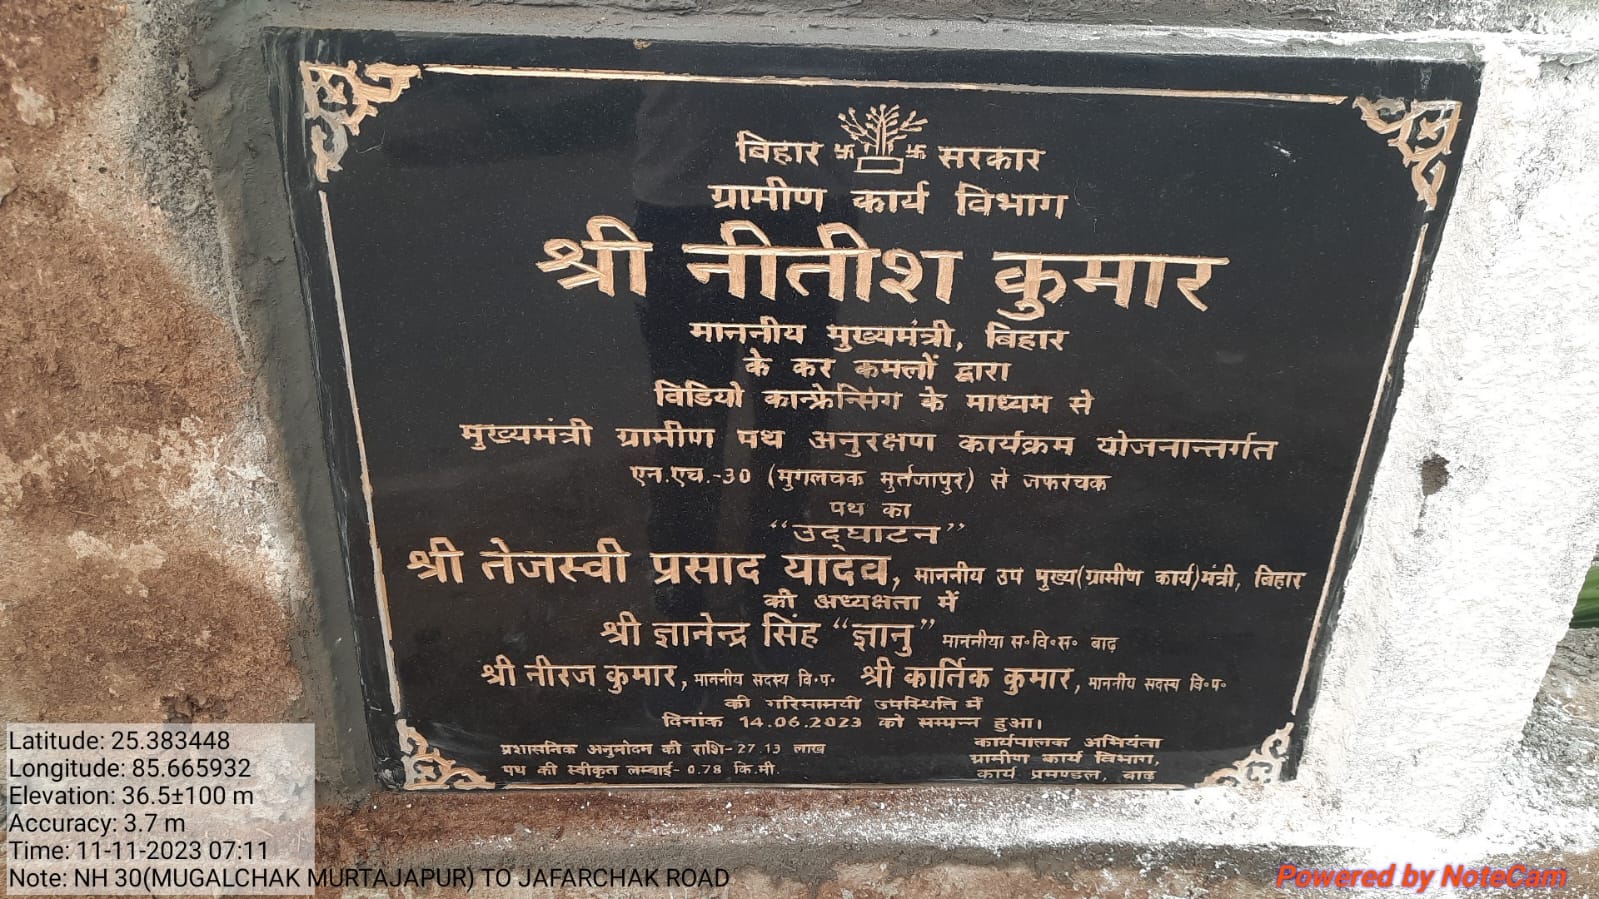 बिहार सरकार
ग्रामीण कार्य विभाग
श्री नीतीश कुमार
माननीय मुख्यमंत्री, बिहार
के कर कमलों द्वारा
विडियो कान्फ्रेन्सिंग के माध्यम से
मुख्यमंत्री ग्रामीण पथ अनुरक्षण कार्यक्रम योजनान्तर्गत
एन.एच.-30 (मुगलचक मुर्तजापुर) से जफरचक
पथ का
“उद्घाटन”
श्री तेजस्वी प्रसाद यादव, माननीय उप मुख्य(ग्रामीण कार्य)मंत्री, बिहार
की अध्यक्षता में
श्री ज्ञानेन्द्र सिंह “ज्ञानु” माननीया स॰वि॰स॰ बाढ़
श्री नीरज कुमार, माननीय सदस्य वि॰प॰ श्री कार्तिक कुमार, माननीय सदस्य वि॰प॰
की गरिमामयी उपस्थिति में
दिनांक 14.06.2023 को सम्पन्न हुआ।
प्रशासनिक अनुमोदम की राशि-27.13 लाख
पथ की स्वीकृत लम्बाई- 0.78 कि.मी.
कार्यपालक अभियंता
ग्रामीण कार्य विभाग,
कार्य प्रमण्डल, बाढ़
Latitude: 25.383448
Longitude: 85.665932
Elevation: 36.5±100 m
Accuracy: 3.7 m
Time: 11-11-2023 07:11
Note: NH 30(MUGALCHAK MURTAJAPUR) TO JAFARCHAK ROAD
Powered by NoteCam